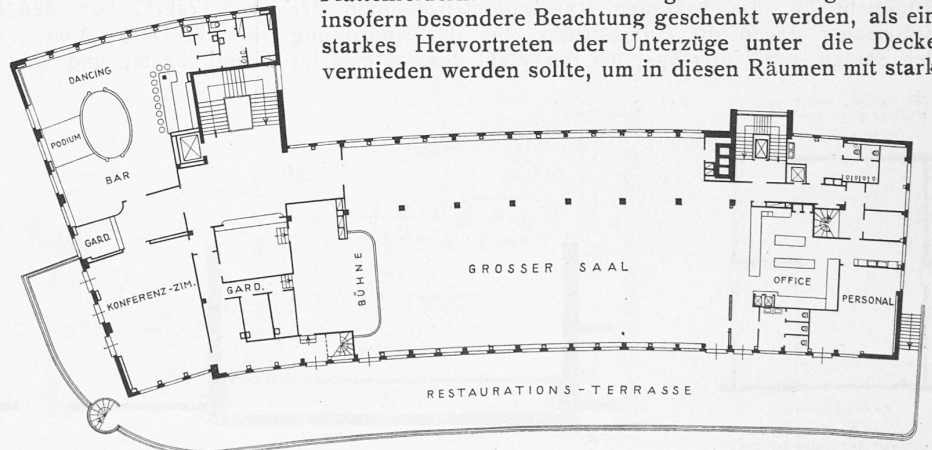 insofern besondere Beachtung geschenkt werden, als ein
starkes Hervortreten der Unterzüge unter die Decke
vermieden werden sollte, um in diesen Räumen mit stark
DANCING
PODIUM
BAR
GARD.
KONFERENZ-ZIM.
GARD.
BÜHNE
GROSSER SAAL
OFFICE
PERSONAL
RESTAURATIONS-TERRASSE